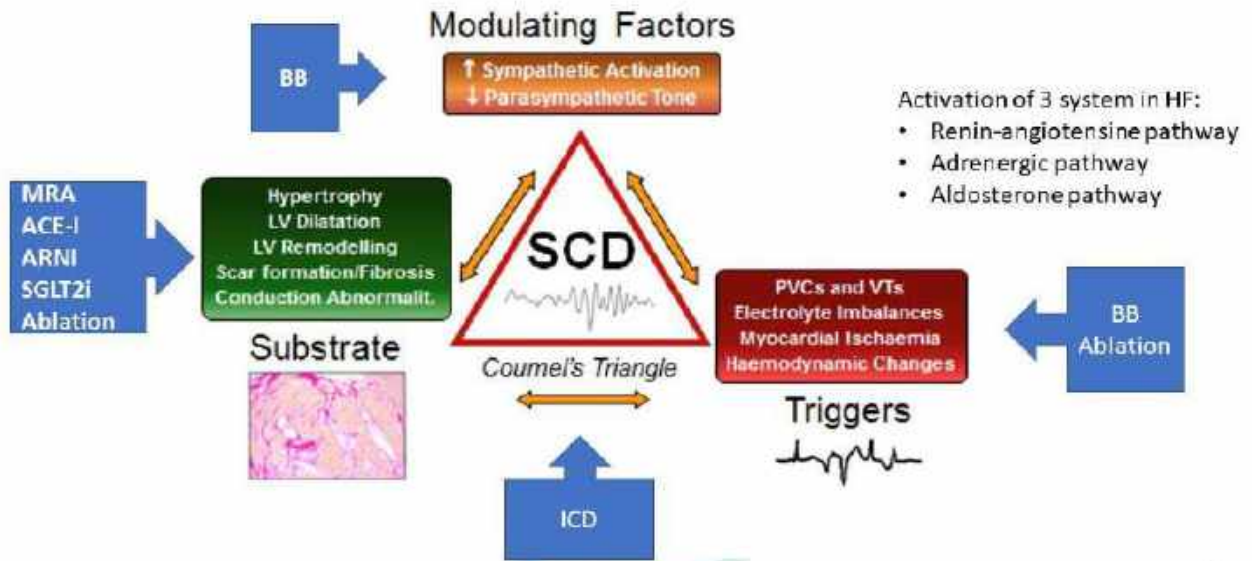 Modulating Factors
BB
↑ Sympathetic Activation
↓ Parasympathetic Tone
Activation of 3 system in HF:
• Renin-angiotensine pathway
• Adrenergic pathway
• Aldosterone pathway
MRA
ACE-I
ARNI
SGLT2i
Ablation
Hypertrophy
LV Dilatation
LV Remodelling
Scar formation/Fibrosis
Conduction Abnormalit.
Substrate
SCD
Coumel's Triangle
PVCs and VTs
Electrolyte Imbalances
Myocardial Ischaemia
Haemodynamic Changes
Triggers
BB
Ablation
ICD